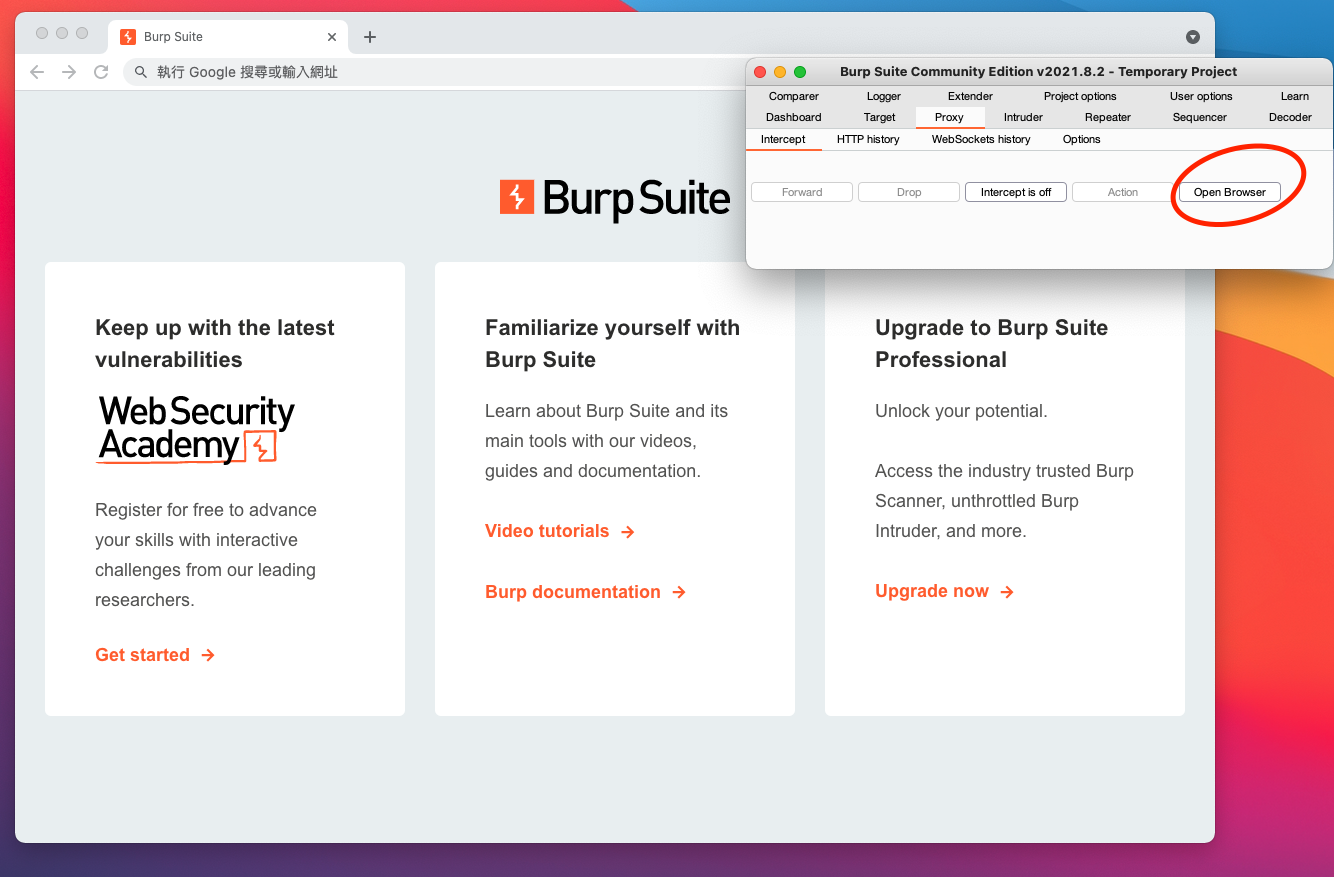 Burp Suite
執行 Google 搜尋或輸入網址
Burp Suite Community Edition v2021.8.2 - Temporary Project
Comparer Logger Extender Project options User options Learn
Dashboard Target Proxy Intruder Repeater Sequencer Decoder
Intercept HTTP history WebSockets history Options
Forward Drop Intercept is off Action Open Browser
Burp Suite
Keep up with the latest
vulnerabilities
Web Security
Academy
Register for free to advance
your skills with interactive
challenges from our leading
researchers.
Get started
Familiarize yourself with
Burp Suite
Learn about Burp Suite and its
main tools with our videos,
guides and documentation.
Video tutorials
Burp documentation
Upgrade to Burp Suite
Professional
Unlock your potential.
Access the industry trusted Burp
Scanner, unthrottled Burp
Intruder, and more.
Upgrade now